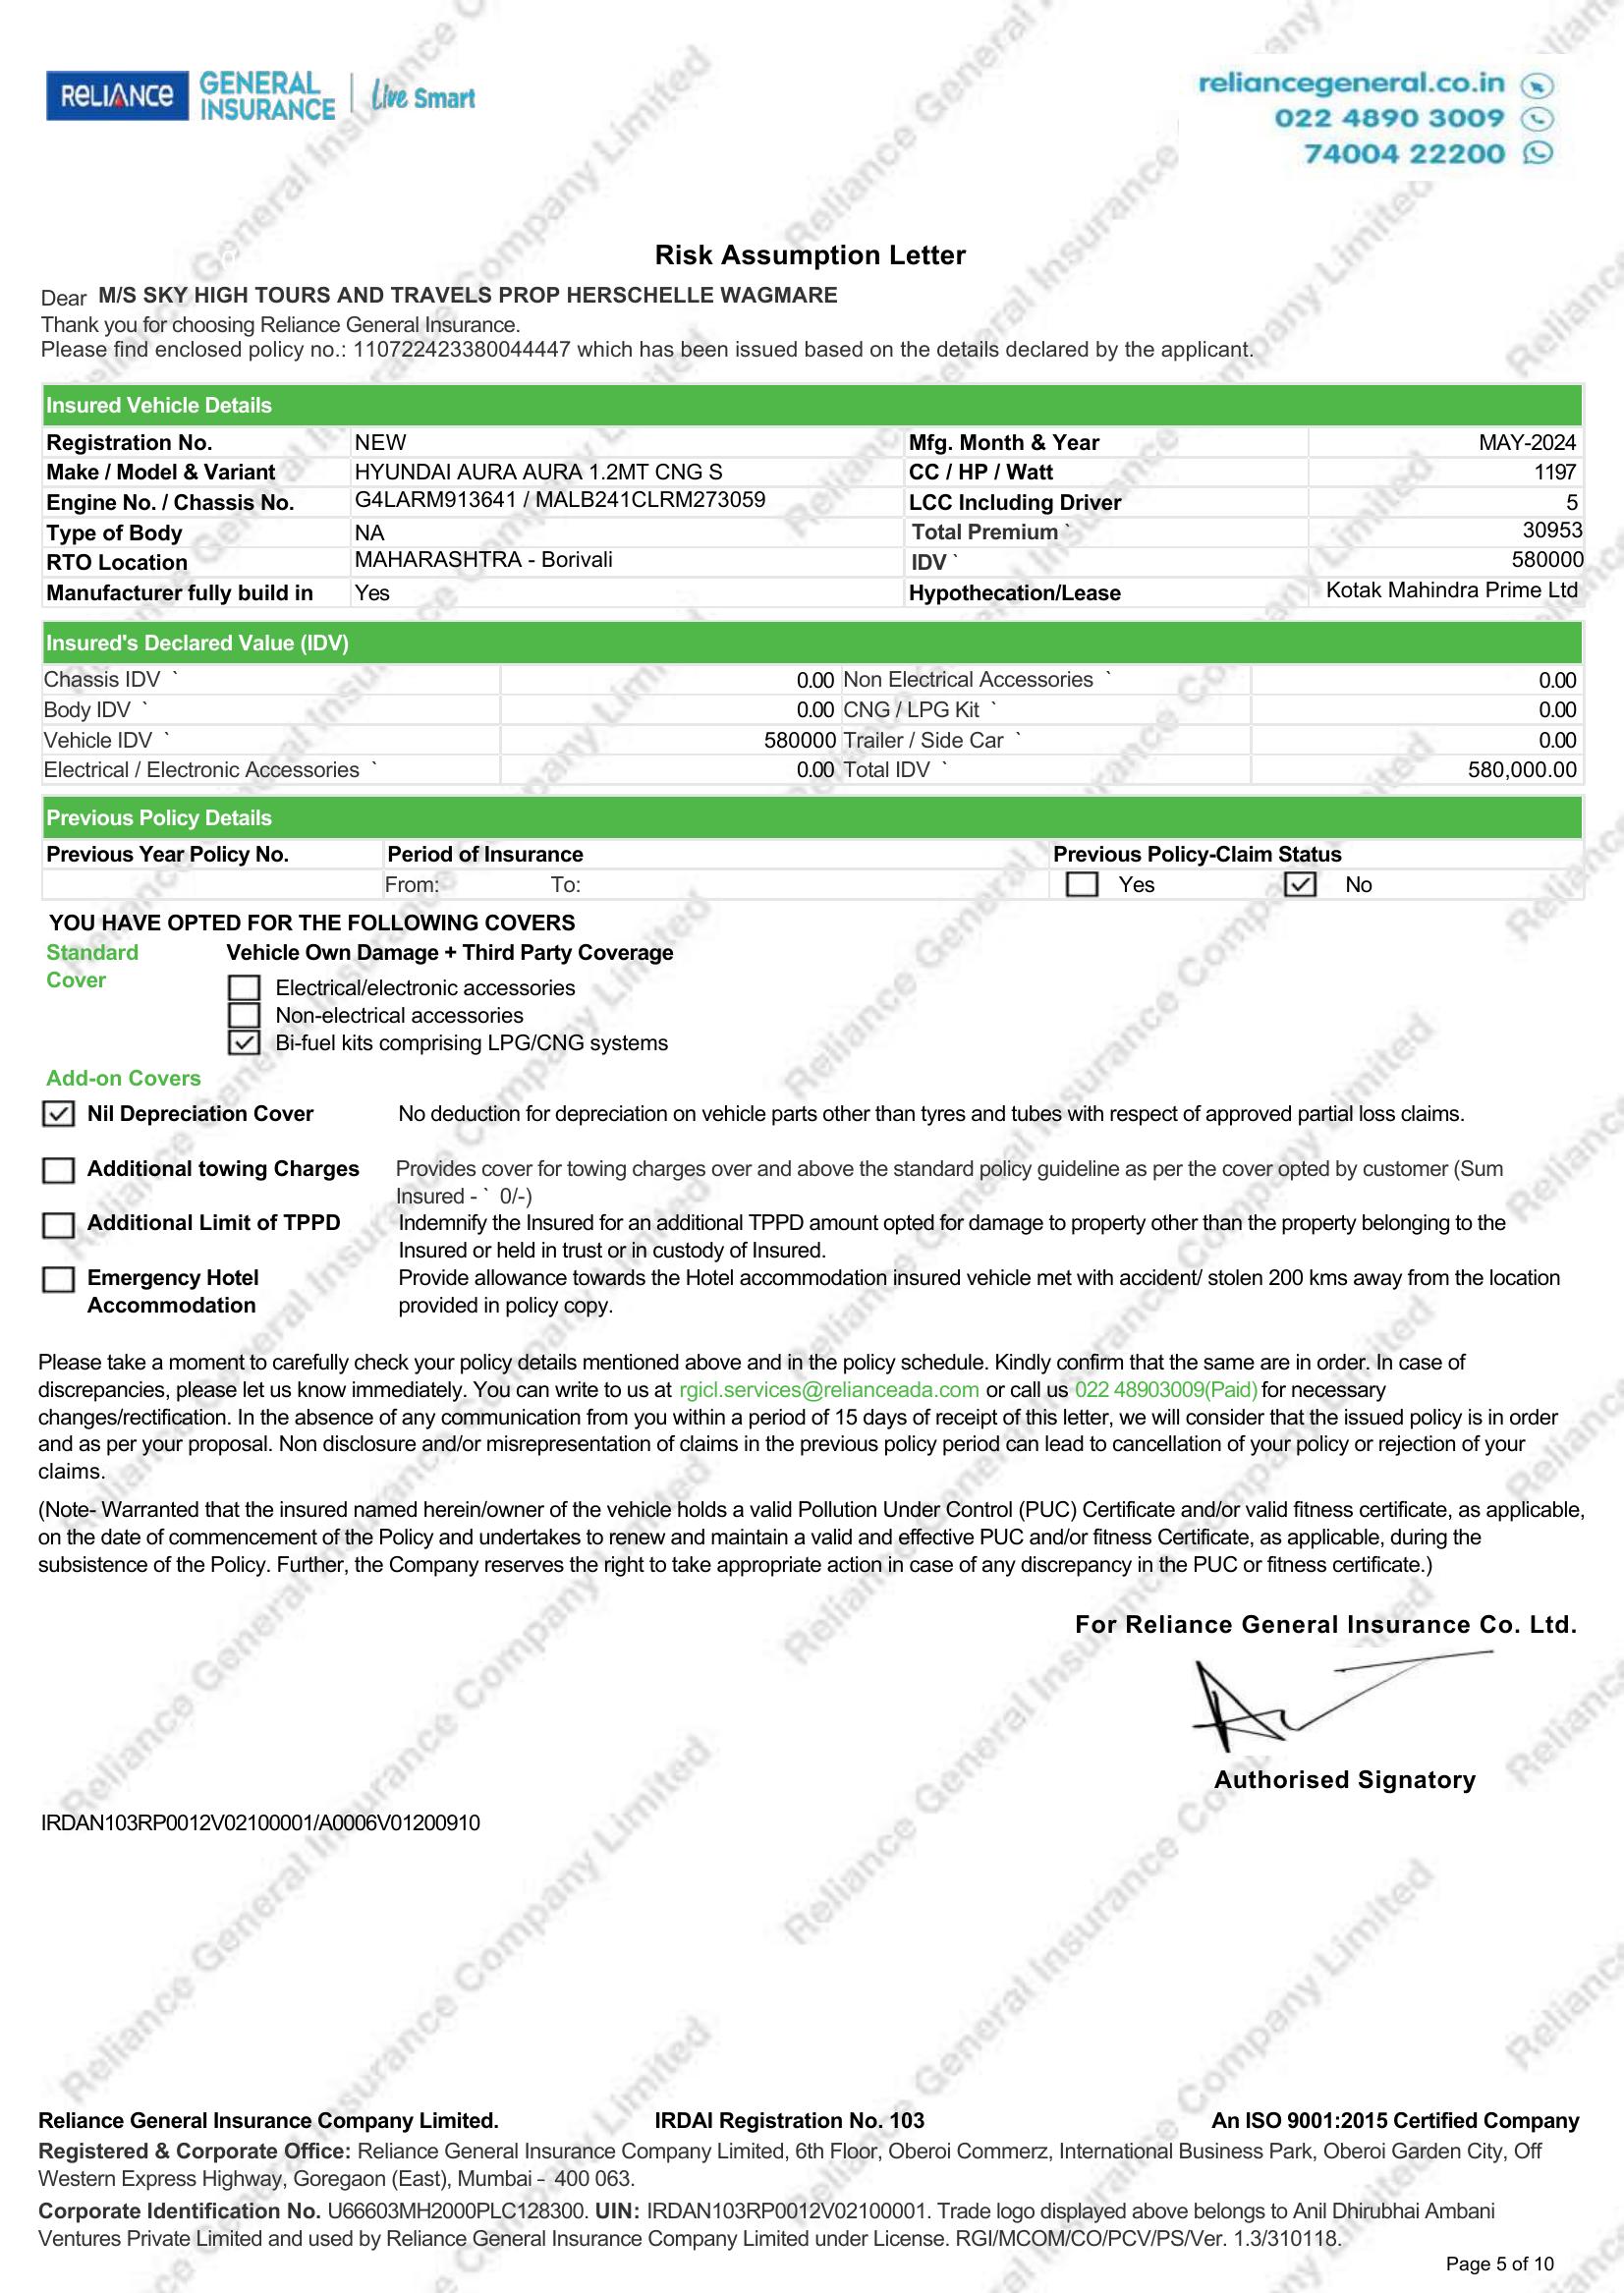 RELIANCE GENERAL INSURANCE Live Smart
reliancegeneral.co.in
022 4890 3009
74004 22200
Risk Assumption Letter
Dear M/S SKY HIGH TOURS AND TRAVELS PROP HERSCHELLE WAGMARE
Thank you for choosing Reliance General Insurance.
Please find enclosed policy no.: 110722423380044447 which has been issued based on the details declared by the applicant.
Insured Vehicle Details
Registration No. NEW Mfg. Month & Year MAY-2024
Make / Model & Variant HYUNDAI AURA AURA 1.2MT CNG S CC / HP / Watt 1197
Engine No. / Chassis No. G4LARM913641 / MALB241CLRM273059 LCC Including Driver 5
Type of Body NA Total Premium ` 30953
RTO Location MAHARASHTRA - Borivali IDV ` 580000
Manufacturer fully build in Yes Hypothecation/Lease Kotak Mahindra Prime Ltd
Insured's Declared Value (IDV)
Chassis IDV ` 0.00 Non Electrical Accessories ` 0.00
Body IDV ` 0.00 CNG / LPG Kit ` 0.00
Vehicle IDV ` 580000 Trailer / Side Car ` 0.00
Electrical / Electronic Accessories ` 0.00 Total IDV ` 580,000.00
Previous Policy Details
Previous Year Policy No. Period of Insurance Previous Policy-Claim Status
From: To: Yes No
YOU HAVE OPTED FOR THE FOLLOWING COVERS
Standard Cover Vehicle Own Damage + Third Party Coverage
Electrical/electronic accessories
Non-electrical accessories
Bi-fuel kits comprising LPG/CNG systems
Add-on Covers
Nil Depreciation Cover No deduction for depreciation on vehicle parts other than tyres and tubes with respect of approved partial loss claims.
Additional towing Charges Provides cover for towing charges over and above the standard policy guideline as per the cover opted by customer (Sum
Insured - ` 0/-)
Additional Limit of TPPD Indemnify the Insured for an additional TPPD amount opted for damage to property other than the property belonging to the
Insured or held in trust or in custody of Insured.
Emergency Hotel Provide allowance towards the Hotel accommodation insured vehicle met with accident/ stolen 200 kms away from the location
Accommodation provided in policy copy.
Please take a moment to carefully check your policy details mentioned above and in the policy schedule. Kindly confirm that the same are in order. In case of
discrepancies, please let us know immediately. You can write to us at rgicl.services@relianceada.com or call us 022 48903009(Paid) for necessary
changes/rectification. In the absence of any communication from you within a period of 15 days of receipt of this letter, we will consider that the issued policy is in order
and as per your proposal. Non disclosure and/or misrepresentation of claims in the previous policy period can lead to cancellation of your policy or rejection of your
claims.
(Note- Warranted that the insured named herein/owner of the vehicle holds a valid Pollution Under Control (PUC) Certificate and/or valid fitness certificate, as applicable,
on the date of commencement of the Policy and undertakes to renew and maintain a valid and effective PUC and/or fitness Certificate, as applicable, during the
subsistence of the Policy. Further, the Company reserves the right to take appropriate action in case of any discrepancy in the PUC or fitness certificate.)
For Reliance General Insurance Co. Ltd.
Authorised Signatory
IRDAN103RP0012V02100001/A0006V01200910
Reliance General Insurance Company Limited. IRDAI Registration No. 103 An ISO 9001:2015 Certified Company
Registered & Corporate Office: Reliance General Insurance Company Limited, 6th Floor, Oberoi Commerz, International Business Park, Oberoi Garden City, Off
Western Express Highway, Goregaon (East), Mumbai - 400 063.
Corporate Identification No. U66603MH2000PLC128300. UIN: IRDAN103RP0012V02100001. Trade logo displayed above belongs to Anil Dhirubhai Ambani
Ventures Private Limited and used by Reliance General Insurance Company Limited under License. RGI/MCOM/CO/PCV/PS/Ver. 1.3/310118.
Page 5 of 10
Reliance General Insurance Company Limited